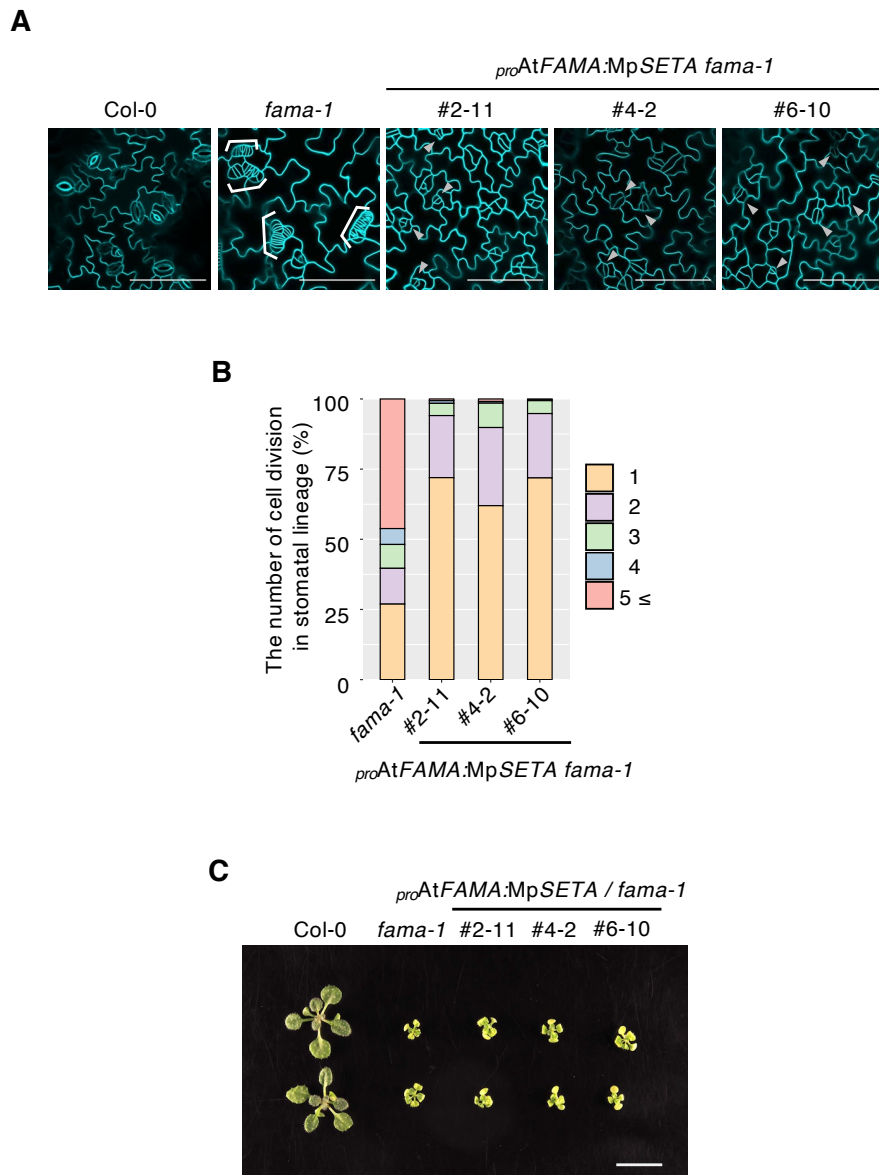 A
proAtFAMA:MpSETA fama-1
Col-0 fama-1 #2-11 #4-2 #6-10
B
The number of cell division
in stomatal lineage (%)
100
75
50
25
0
1
2
3
4
5 ≤
fama-1 #2-11 #4-2 #6-10
proAtFAMA:MpSETA fama-1
C
proAtFAMA:MpSETA / fama-1
Col-0 fama-1 #2-11 #4-2 #6-10